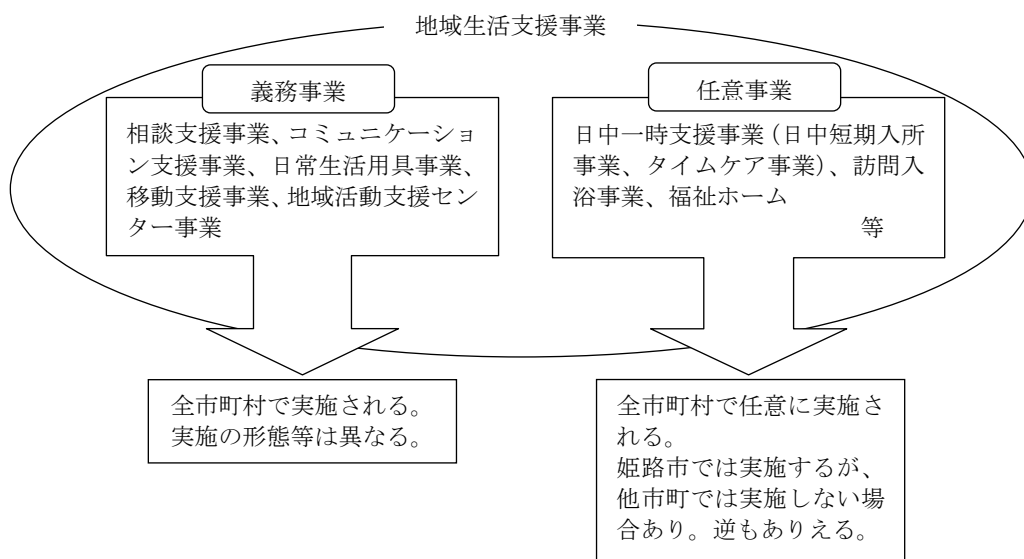 地域生活支援事業
義務事業
相談支援事業、コミュニケーショ
ン支援事業、日常生活用具事業、
移動支援事業、地域活動支援セン
ター事業
任意事業
日中一時支援事業（日中短期入所
事業、タイムケア事業）、訪問入
浴事業、福祉ホーム
等
全市町村で実施される。
実施の形態等は異なる。
全市町村で任意に実施さ
れる。
姫路市では実施するが、
他市町では実施しない場
合あり。逆もありえる。